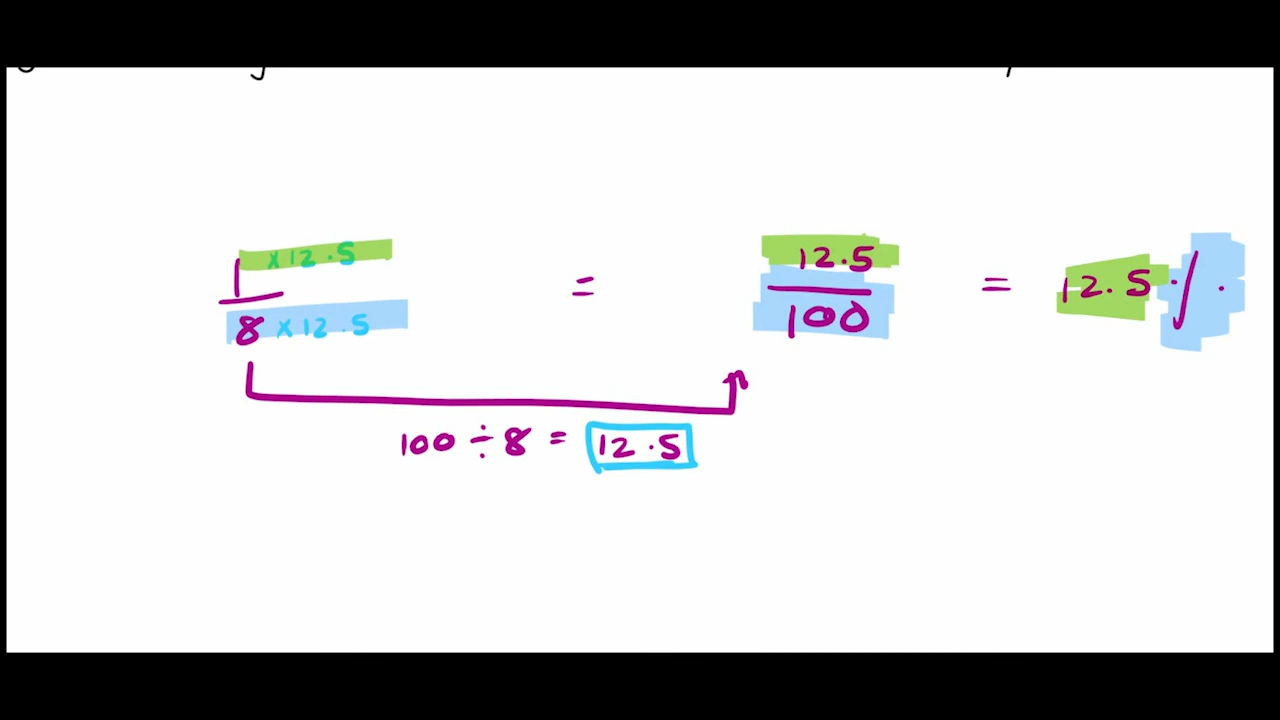 1 × 12.5 / 8 × 12.5 = 12.5 / 100 = 12.5 %
100 ÷ 8 = 12.5